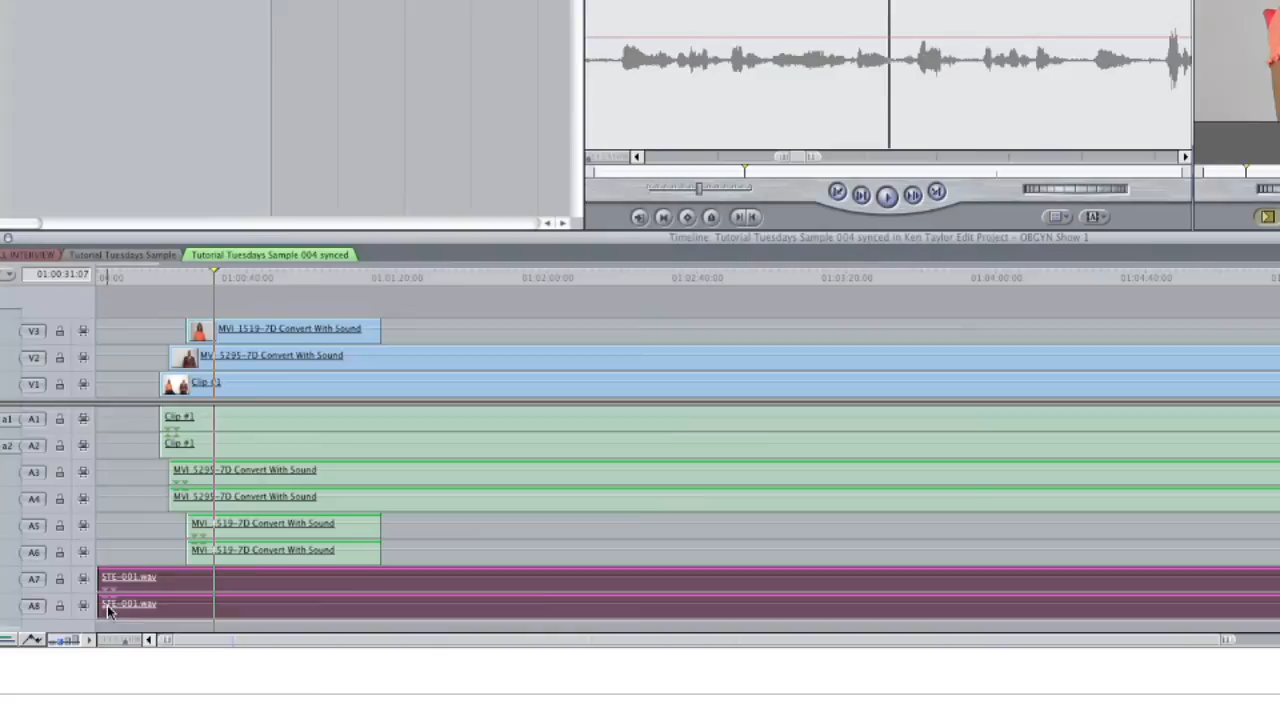 Timeline: Tutorial Tuesdays Sample 004 synced in Ken Taylor Edit Project – OBGYN Show 1
INTERVIEW Tutorial Tuesdays Sample Tutorial Tuesdays Sample 004 synced
01:00:31:07 01:00:40:00 01:01:20:00 01:02:00:00 01:02:40:00 01:03:20:00 01:04:00:00 01:04:40:00
V3 MVI_1519-7D Convert With Sound
V2 MVI_5295-7D Convert With Sound
V1 Clip #1
a1 A1 Clip #1
a2 A2 Clip #1
A3 MVI_5295-7D Convert With Sound
A4 MVI_5295-7D Convert With Sound
A5 MVI_1519-7D Convert With Sound
A6 MVI_1519-7D Convert With Sound
A7 STE-001.wav
A8 STE-001.wav